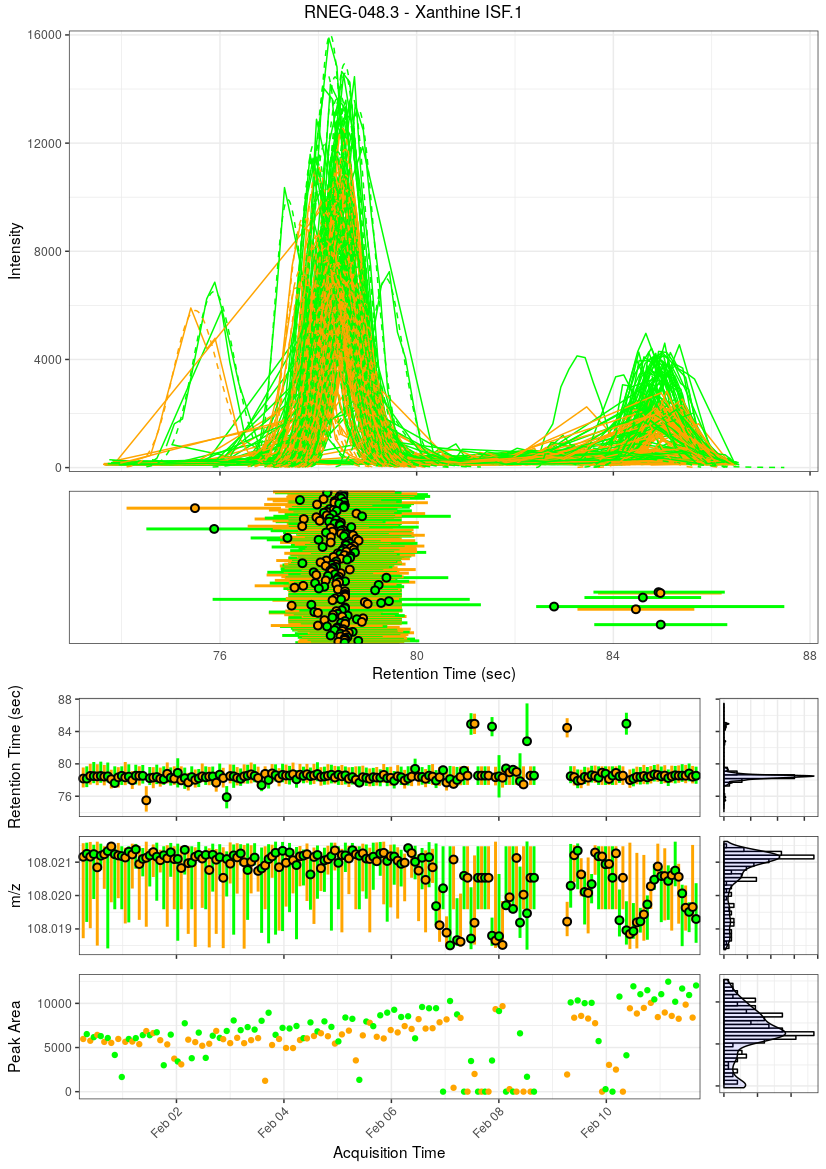 RNEG-048.3 - Xanthine ISF.1
Intensity
16000
12000
8000
4000
0
76
80
84
88
Retention Time (sec)
Retention Time (sec)
88
84
80
76
m/z
108.021
108.020
108.019
Peak Area
10000
5000
0
Feb 02
Feb 04
Feb 06
Feb 08
Feb 10
Acquisition Time